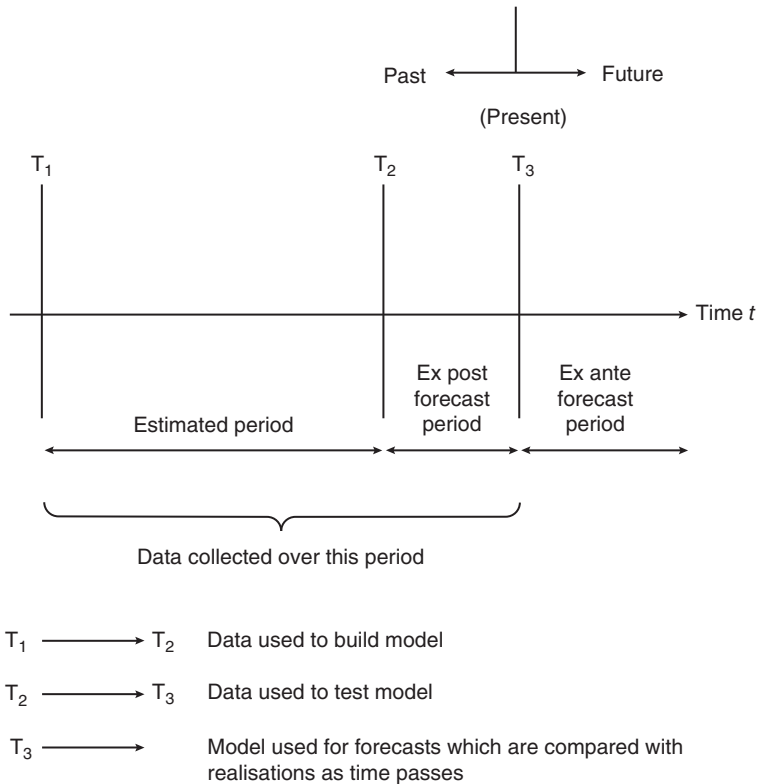 Past Future
(Present)
T1 T2 T3
Time t
Ex post
forecast
period
Ex ante
forecast
period
Estimated period
Data collected over this period
T1 T2 Data used to build model
T2 T3 Data used to test model
T3 Model used for forecasts which are compared with
realisations as time passes